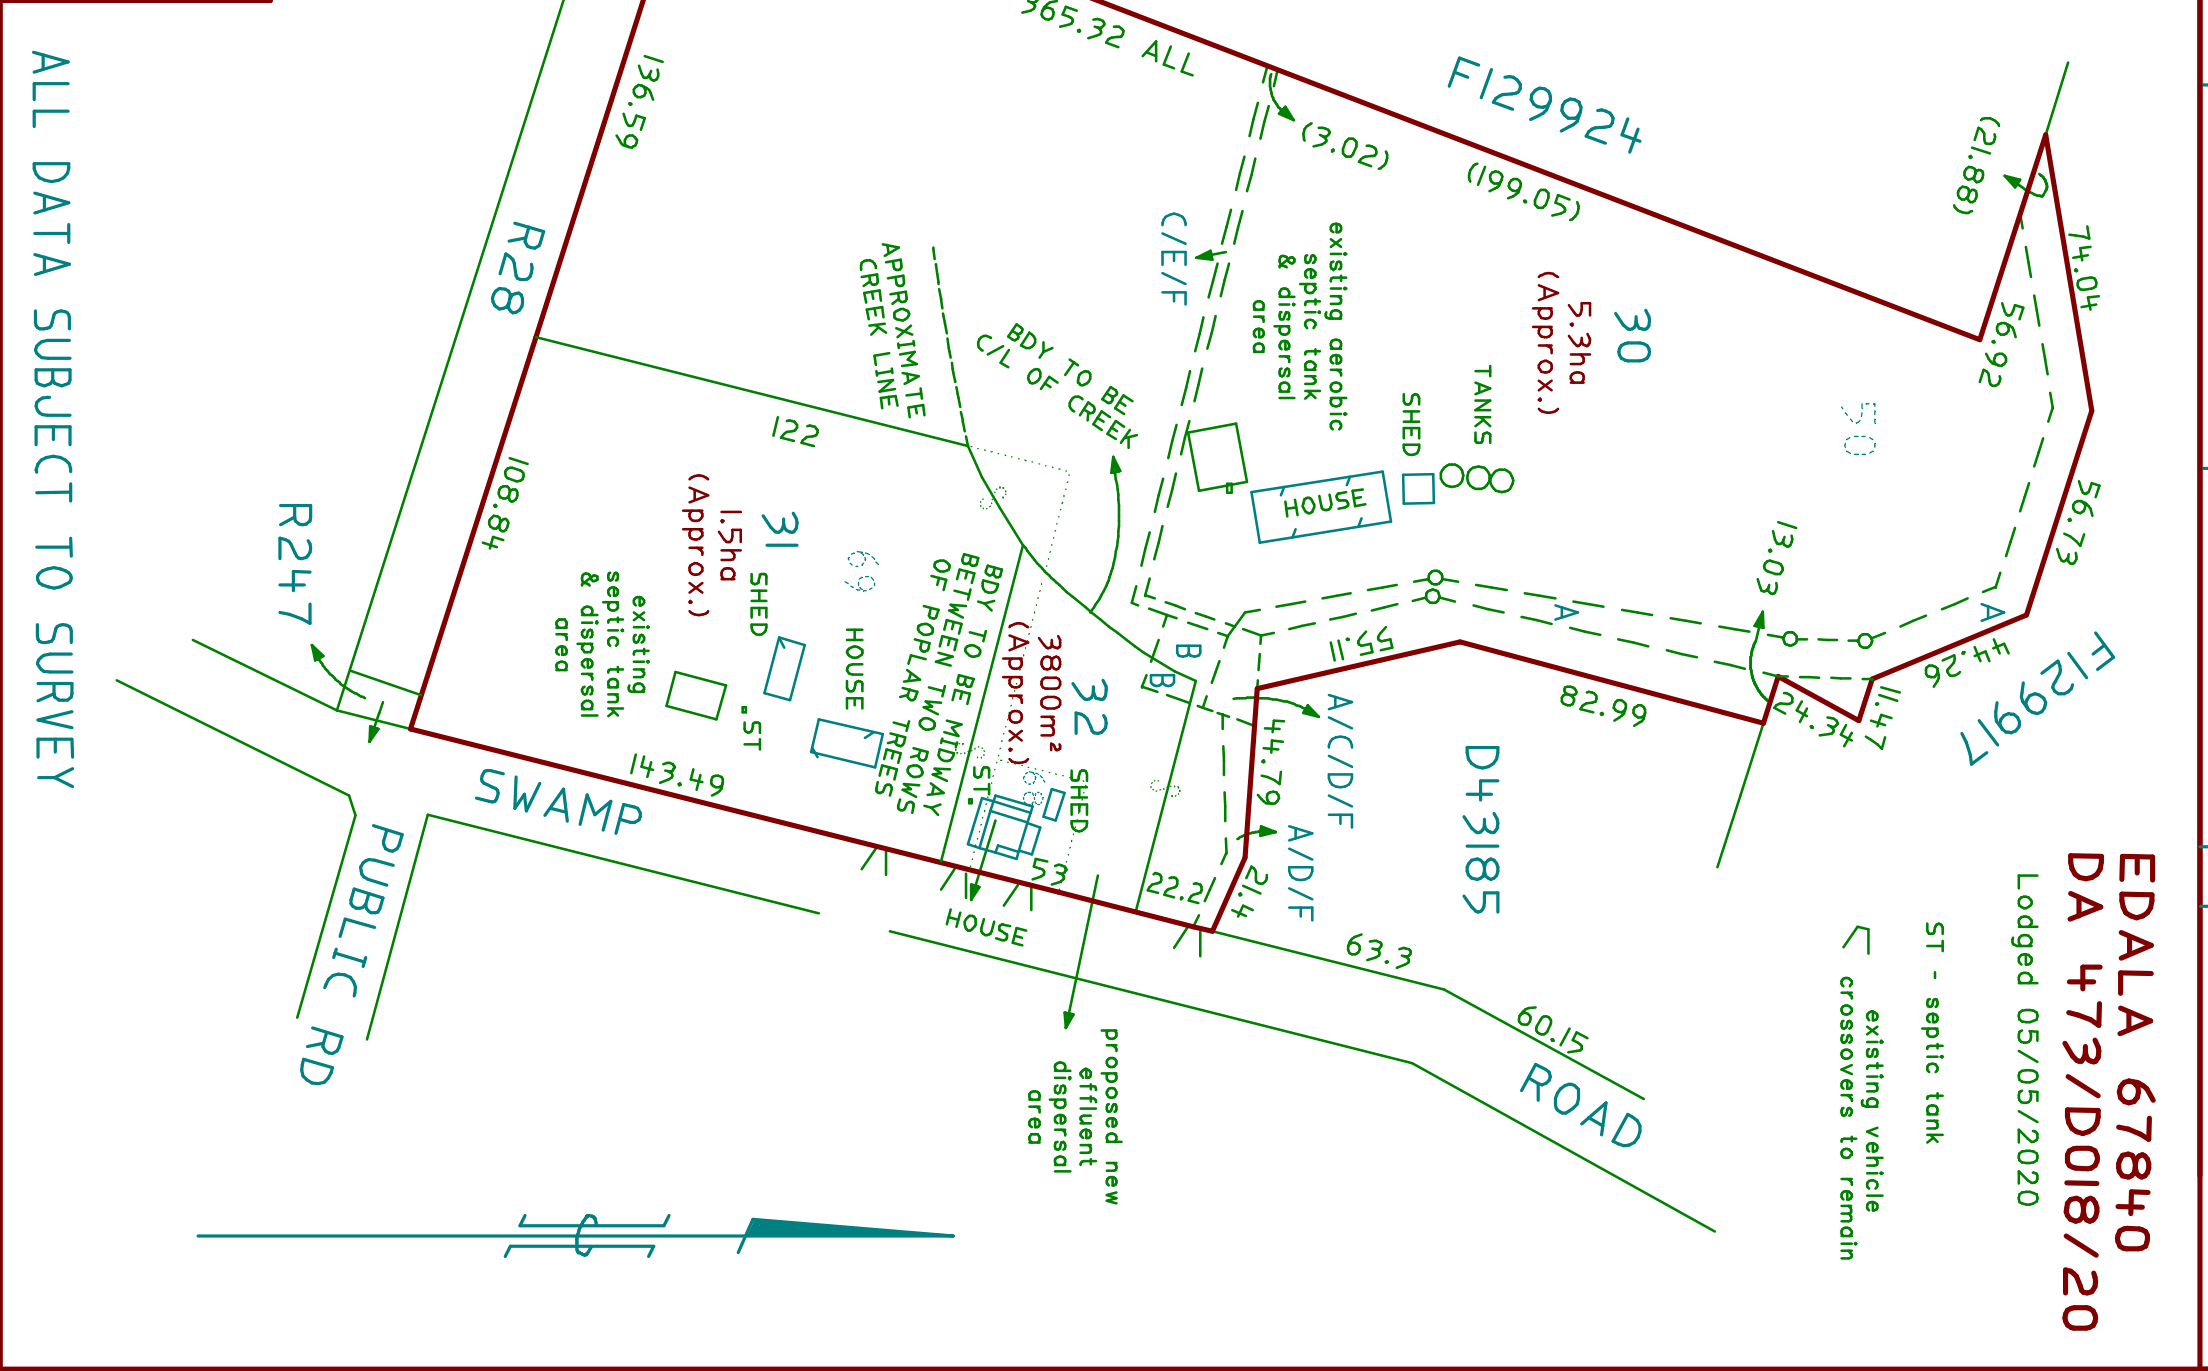 EDALA 67840
DA 473/D018/20
Lodged 05/05/2020
ST - septic tank
existing vehicle
crossovers to remain
ALL DATA SUBJECT TO SURVEY
365.32 ALL
F129924
(3.02)
(199.05)
(21.88)
74.04
56.92
56.73
44.26
F129917
11.47
24.34
13.03
82.99
55.11
A
A
50
30
5.3ha
(Approx.)
TANKS
SHED
HOUSE
existing aerobic
septic tank
& dispersal
area
C/E/F
BDY TO BE
C/L OF CREEK
APPROXIMATE
CREEK LINE
136.59
R28
108.84
122
R247
31
1.5ha
(Approx.)
69
SHED
HOUSE
existing
septic tank
& dispersal
area
.ST
BDY TO BE MIDWAY
BETWEEN TWO ROWS
OF POPLAR TREES
32
3800m²
(Approx.)
68
SHED
ST.
B
B
A/C/D/F
44.79
A/D/F
21.4
22.2
53
HOUSE
D43185
143.49
SWAMP
ROAD
63.3
60.15
PUBLIC RD
proposed new
effluent
dispersal
area